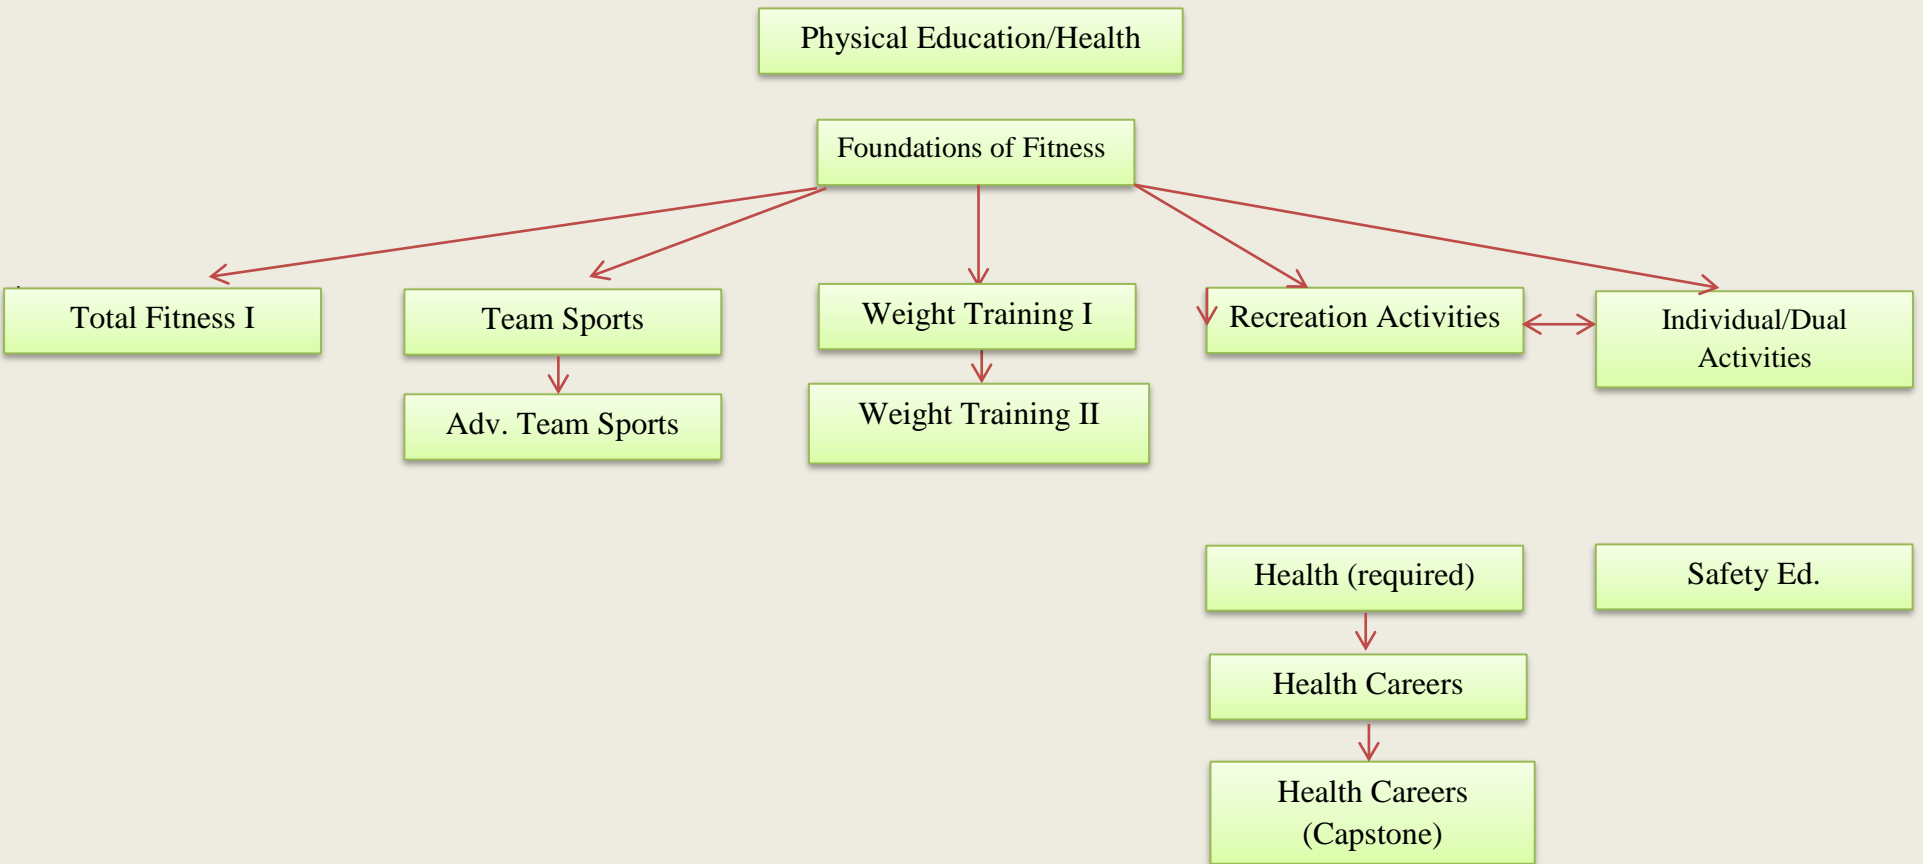 Physical Education/Health
Foundations of Fitness
Total Fitness I
Team Sports
Weight Training I
Recreation Activities
Individual/Dual
Activities
Adv. Team Sports
Weight Training II
Health (required)
Safety Ed.
Health Careers
Health Careers
(Capstone)